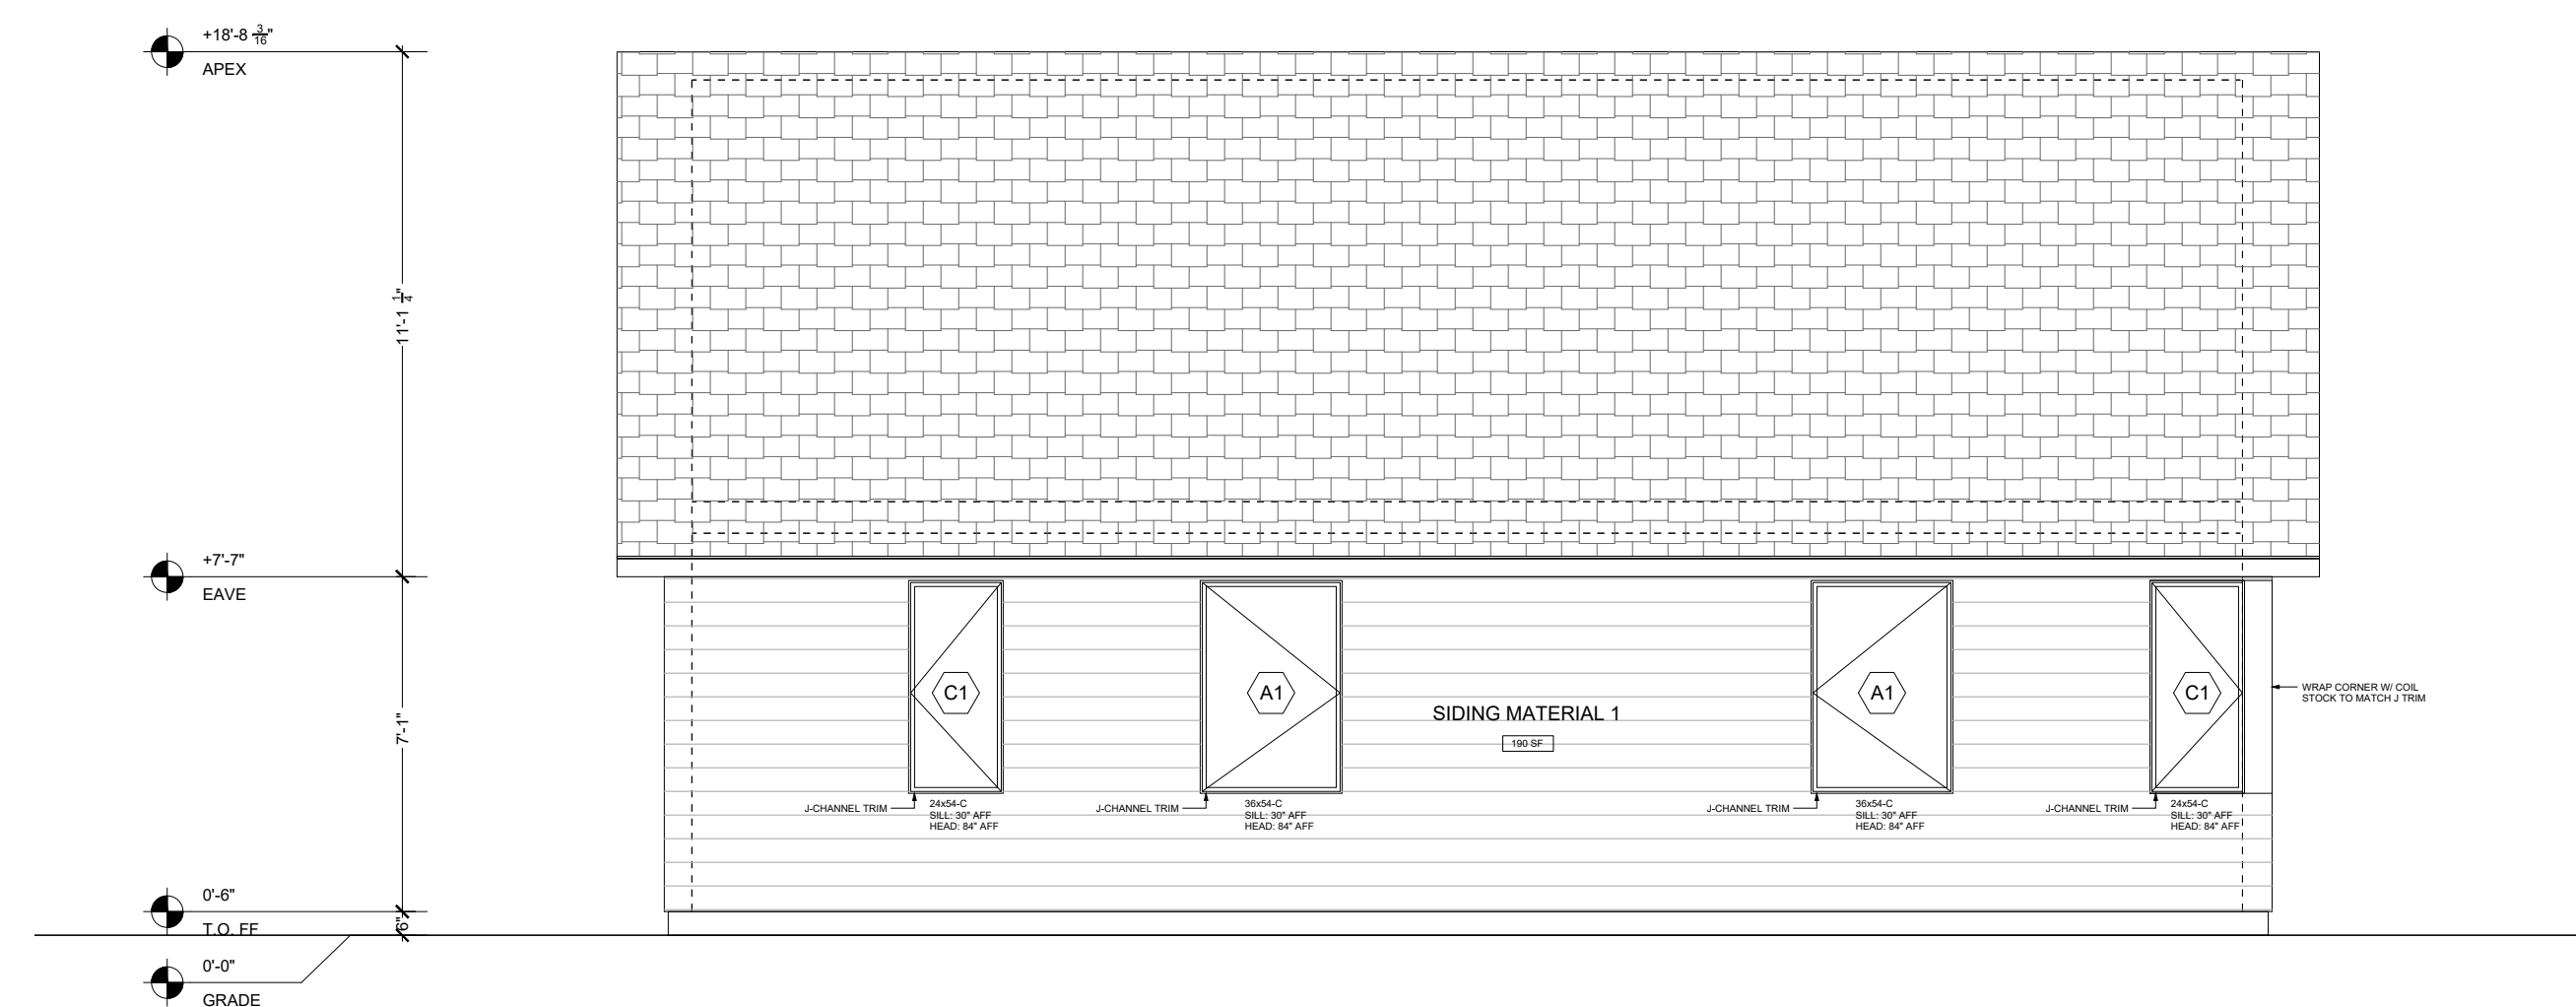 +18'-8 3/16"
APEX
11'-1 1/4"
+7'-7"
EAVE
7'-1"
C1
A1
A1
C1
SIDING MATERIAL 1
190 SF
WRAP CORNER W/ COIL
STOCK TO MATCH J TRIM
J-CHANNEL TRIM
24x54-C
SILL: 30" AFF
HEAD: 84" AFF
J-CHANNEL TRIM
36x54-C
SILL: 30" AFF
HEAD: 84" AFF
J-CHANNEL TRIM
36x54-C
SILL: 30" AFF
HEAD: 84" AFF
J-CHANNEL TRIM
24x54-C
SILL: 30" AFF
HEAD: 84" AFF
0'-6"
T.O. FF
6"
0'-0"
GRADE